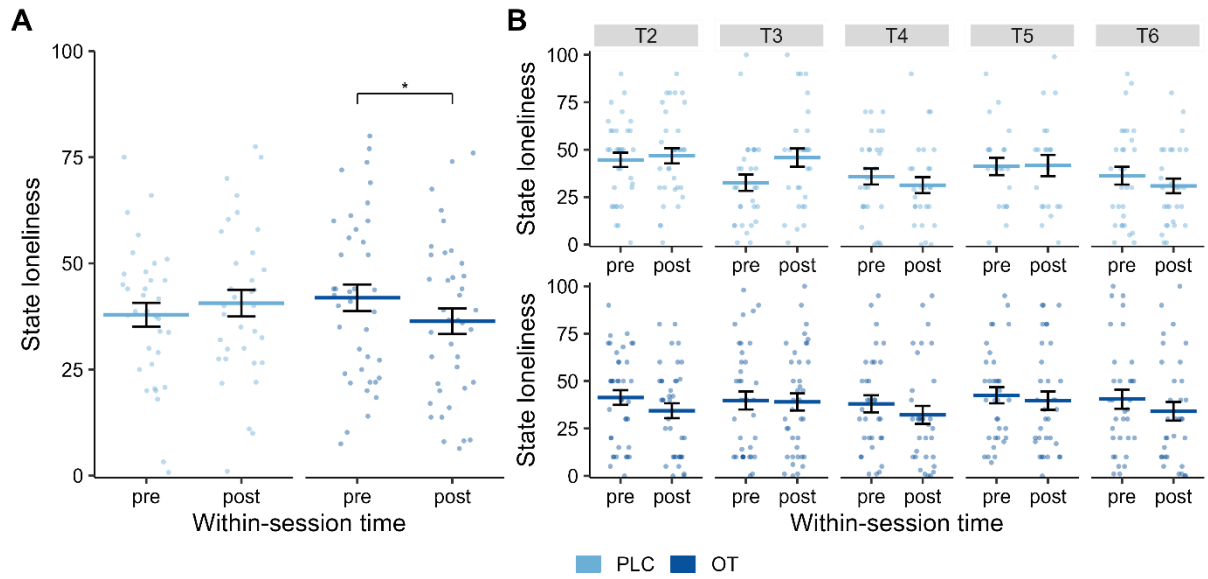 A
State loneliness
100
75
50
25
0
*
pre post pre post
Within-session time
B
T2 T3 T4 T5 T6
State loneliness
100
75
50
25
0
pre post pre post pre post pre post pre post
State loneliness
100
75
50
25
0
pre post pre post pre post pre post pre post
Within-session time
PLC OT